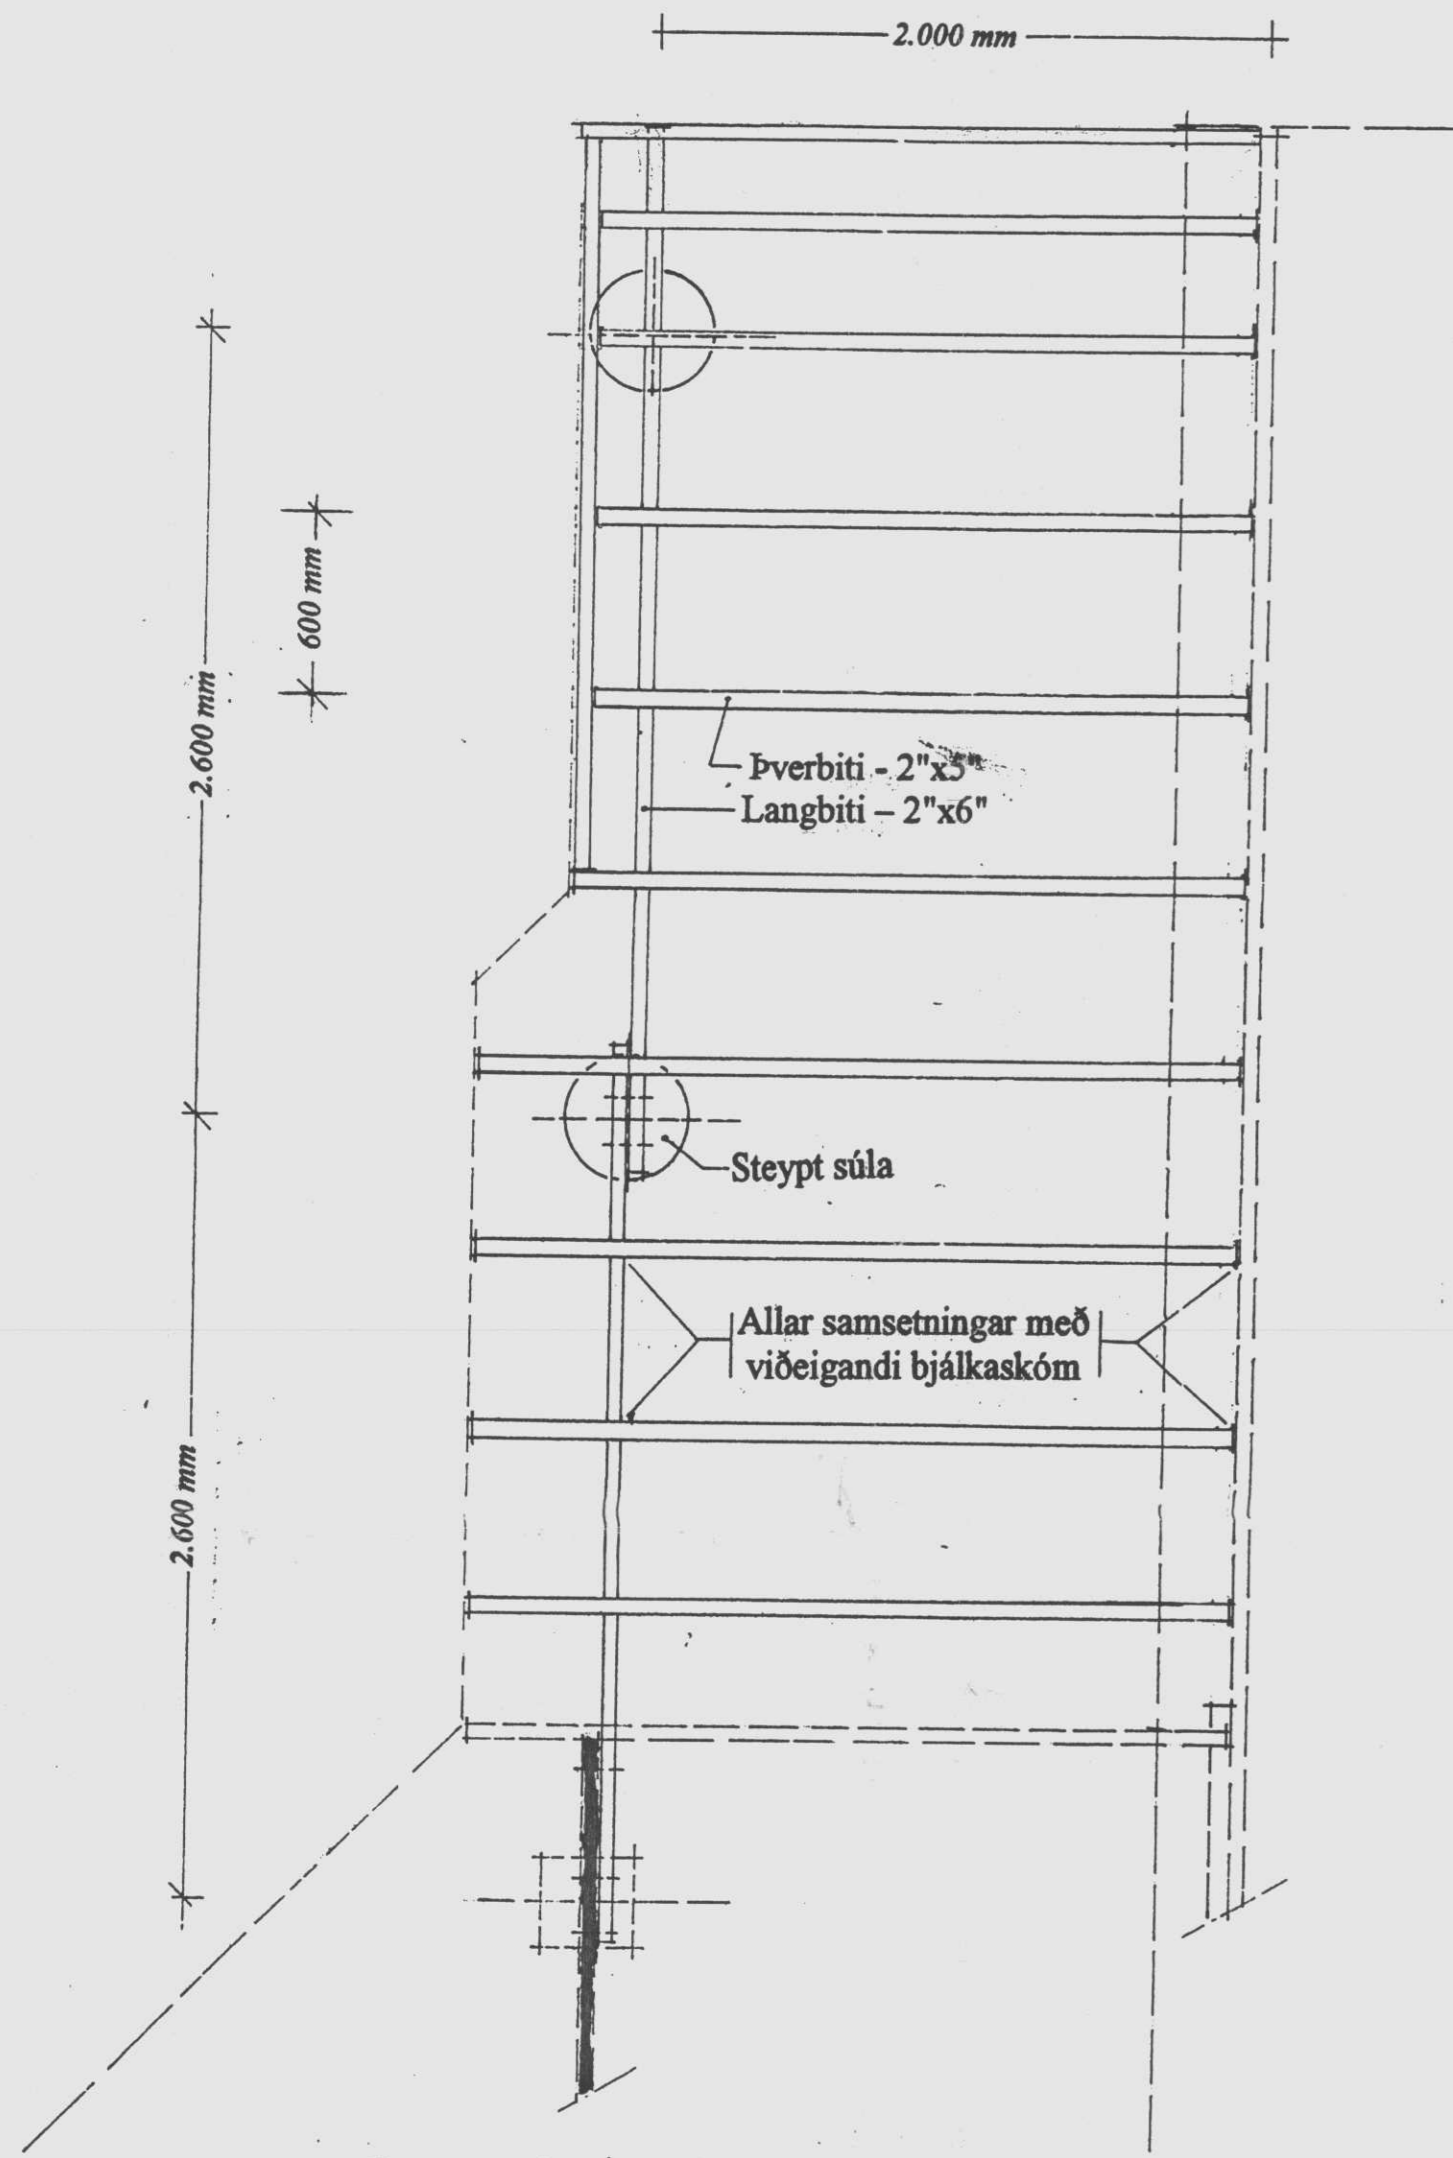 2.000 mm
600 mm
2.600 mm
Þverbiti - 2"x5"
Langbiti – 2"x6"
Steypt súla
Allar samsetningar með
viðeigandi bjálkaskóm
2.600 mm